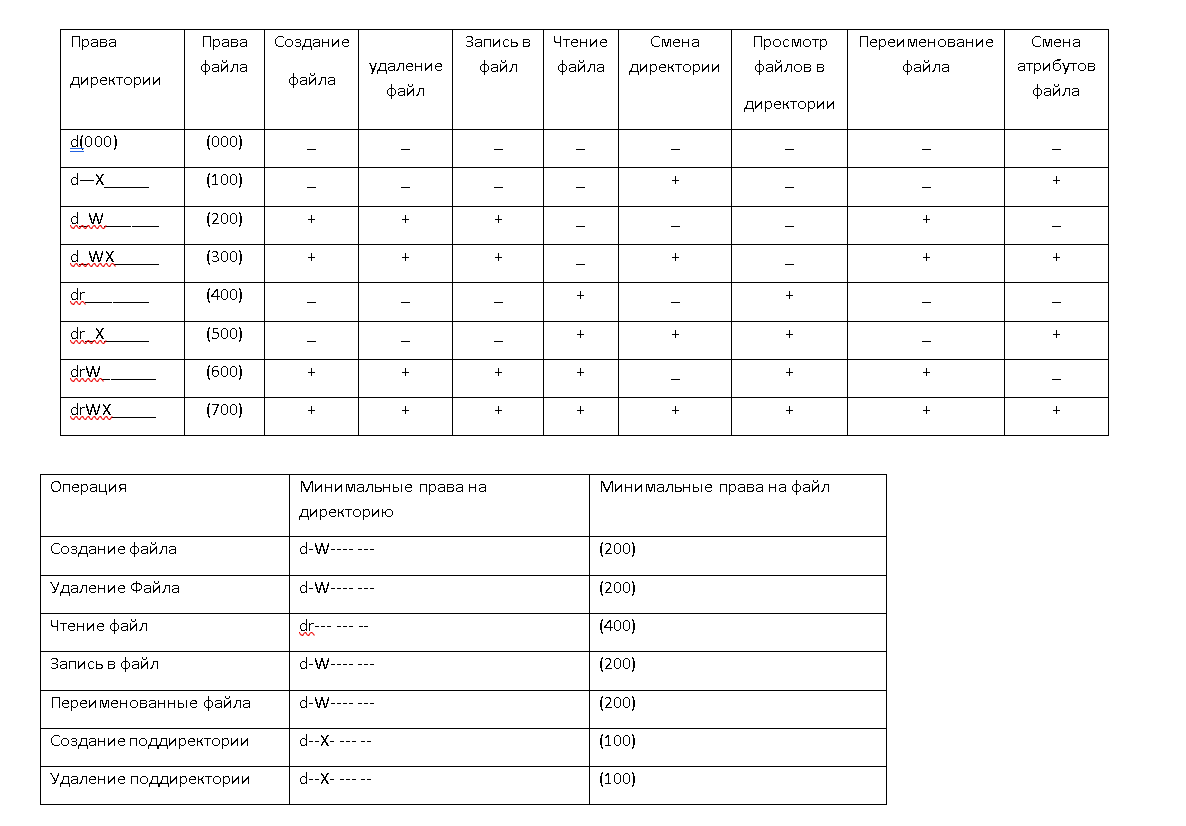 Права директории | Права файла | Создание файла | удаление файл | Запись в файл | Чтение файла | Смена директории | Просмотр файлов в директории | Переименование файла | Смена атрибутов файла
d(000) | (000) | _ | _ | _ | _ | _ | _ | _ | _
d—X______ | (100) | _ | _ | _ | _ | + | _ | _ | +
d_W_______ | (200) | + | + | + | _ | _ | _ | + | _
d_WX______ | (300) | + | + | + | _ | + | _ | + | +
dr________ | (400) | _ | _ | _ | + | _ | + | _ | _
dr_X______ | (500) | _ | _ | _ | + | + | + | _ | +
drW_______ | (600) | + | + | + | + | _ | + | + | _
drWX______ | (700) | + | + | + | + | + | + | + | +
Операция | Минимальные права на директорию | Минимальные права на файл
Создание файла | d-W---- --- | (200)
Удаление Файла | d-W---- --- | (200)
Чтение файл | dr--- --- -- | (400)
Запись в файл | d-W---- --- | (200)
Переименованные файла | d-W---- --- | (200)
Создание поддиректории | d--X- --- -- | (100)
Удаление поддиректории | d--X- --- -- | (100)